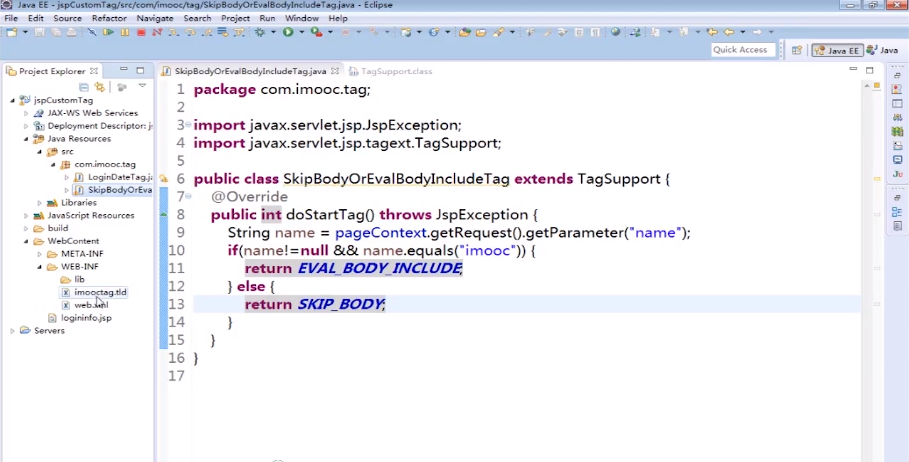 Java EE - jspCustomTag/src/com/imooc/tag/SkipBodyOrEvalBodyIncludeTag.java - Eclipse
File Edit Source Refactor Navigate Search Project Run Window Help
Quick Access
Java EE Java
Project Explorer
SkipBodyOrEvalBodyIncludeTag.java TagSupport.class
jspCustomTag
JAX-WS Web Services
Deployment Descriptor: js
Java Resources
src
com.imooc.tag
LoginDateTag.ja
SkipBodyOrEva
Libraries
JavaScript Resources
build
WebContent
META-INF
WEB-INF
lib
imooctag.tld
web.xml
logininfo.jsp
Servers
1 package com.imooc.tag;
2
3 import javax.servlet.jsp.JspException;
4 import javax.servlet.jsp.tagext.TagSupport;
5
6 public class SkipBodyOrEvalBodyIncludeTag extends TagSupport {
7 @Override
8 public int doStartTag() throws JspException {
9 String name = pageContext.getRequest().getParameter("name");
10 if(name!=null && name.equals("imooc")) {
11 return EVAL_BODY_INCLUDE;
12 } else {
13 return SKIP_BODY;
14 }
15 }
16 }
17